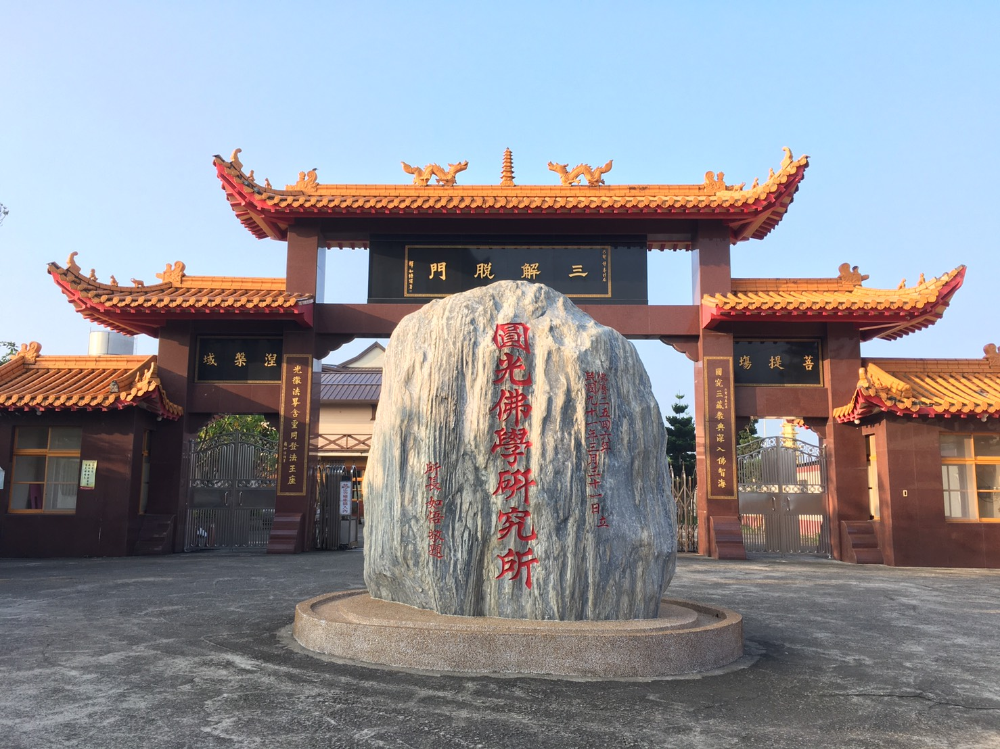 三解脫門
菩提場
涅槃域
圓究三藏教典深入佛智海
光徹法界含靈同登法王座
圓光佛學研究所
佛曆二五四六年
民國九十一年三月三十一日立
所長如悟敬題